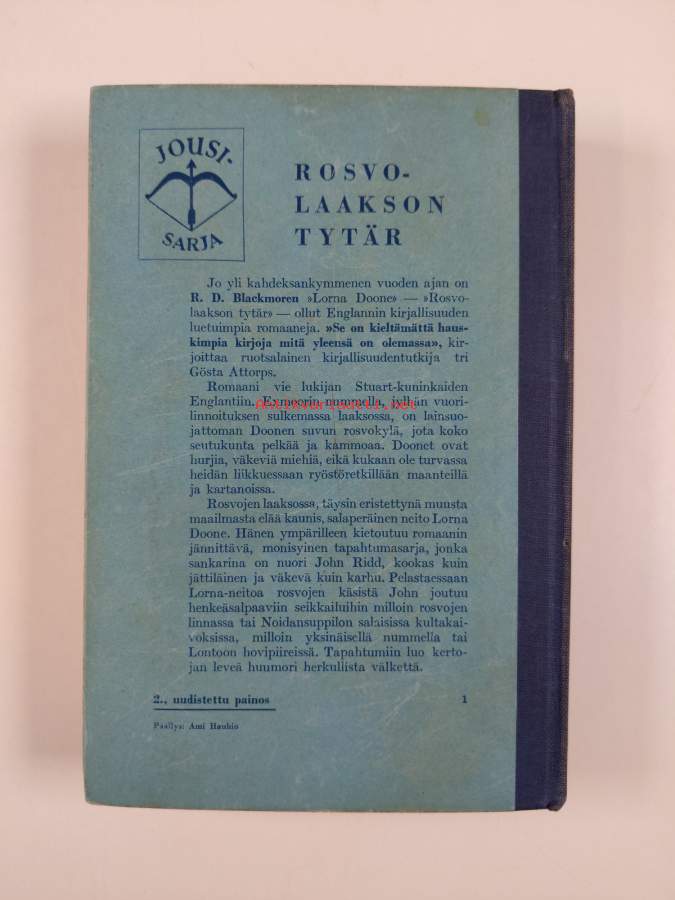 JOUSI-
SARJA
ROSVO-
LAAKSON
TYTÄR
Jo yli kahdeksankymmenen vuoden ajan on
R. D. Blackmoren »Lorna Doone» — »Rosvo-
laakson tytär» — ollut Englannin kirjallisuuden
luetuimpia romaaneja. »Se on kieltämättä haus-
kimpia kirjoja mitä yleensä on olemassa», kir-
joittaa ruotsalainen kirjallisuudentutkija tri
Gösta Attorps.
Romaani vie lukijan Stuart-kuninkaiden
Englantiin. Exmoorin nummella, jylhän vuori-
Antikvariaatti.net
linnoituksen sulkemassa laaksossa, on lainsuo-
jattoman Doonen suvun rosvokylä, jota koko
seutukunta pelkää ja kammoaa. Doonet ovat
hurjia, väkeviä miehiä, eikä kukaan ole turvassa
heidän liikkuessaan ryöstöretkillään maanteillä
ja kartanoissa.
Rosvojen laaksossa, täysin eristettynä muusta
maailmasta elää kaunis, salaperäinen neito Lorna
Doone. Hänen ympärilleen kietoutuu romaanin
jännittävä, monisyinen tapahtumasarja, jonka
sankarina on nuori John Ridd, kookas kuin
jättiläinen ja väkevä kuin karhu. Pelastaessaan
Lorna-neitoa rosvojen käsistä John joutuu
henkeäsalpaaviin seikkailuihin milloin rosvojen
linnassa tai Noidansuppilon salaisissa kultakai-
voksissa, milloin yksinäisellä nummella tai
Lontoon hovipiireissä. Tapahtumiin luo kerto-
jan leveä huumori herkullista välkettä.
2., uudistettu painos 1
Päällys: Ami Hauhio